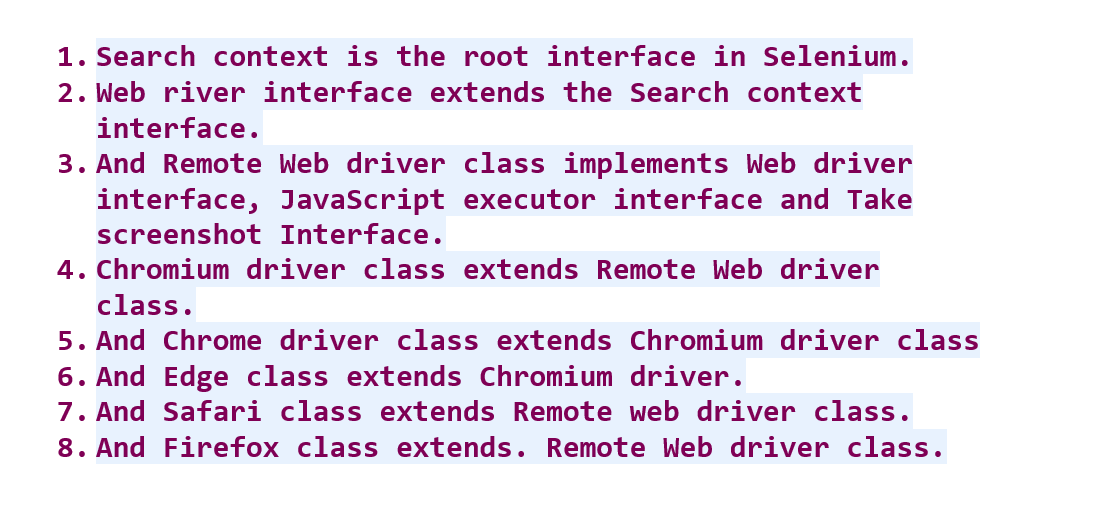 1. Search context is the root interface in Selenium.
2. Web river interface extends the Search context
interface.
3. And Remote Web driver class implements Web driver
interface, JavaScript executor interface and Take
screenshot Interface.
4. Chromium driver class extends Remote Web driver
class.
5. And Chrome driver class extends Chromium driver class
6. And Edge class extends Chromium driver.
7. And Safari class extends Remote web driver class.
8. And Firefox class extends. Remote Web driver class.